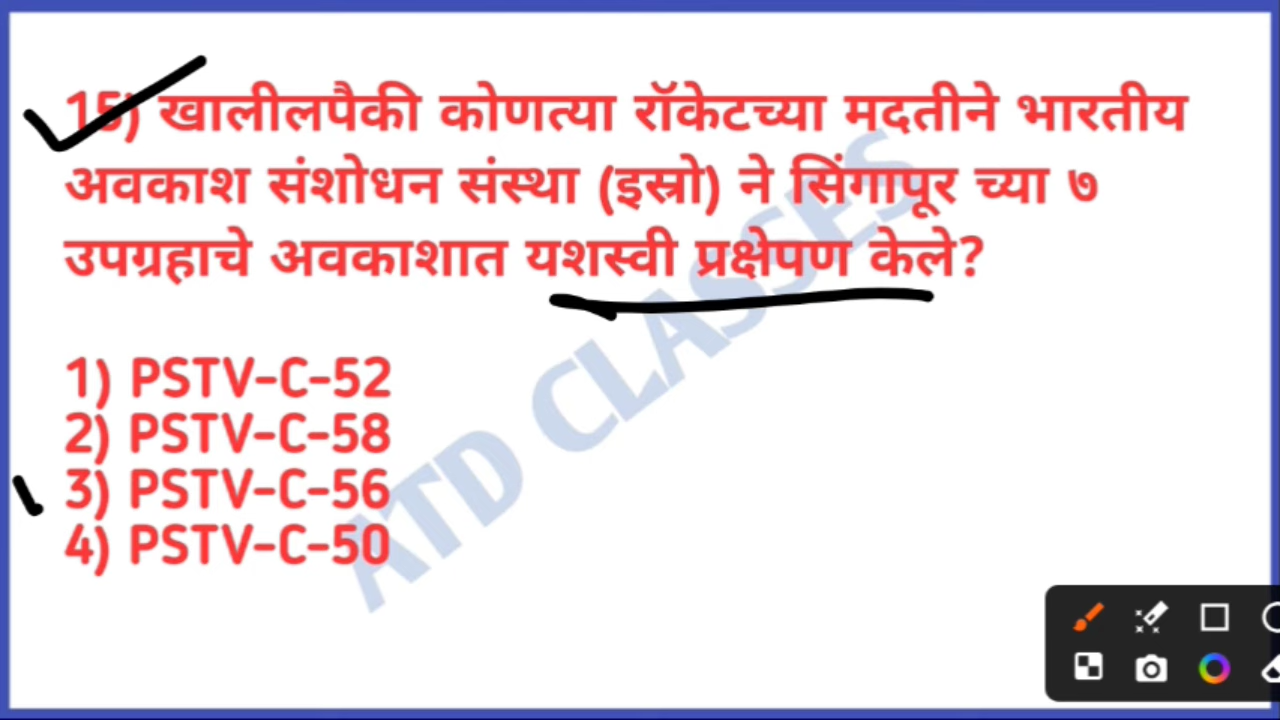 15) खालीलपैकी कोणत्या रॉकेटच्या मदतीने भारतीय
अवकाश संशोधन संस्था (इस्रो) ने सिंगापूर च्या ७
उपग्रहाचे अवकाशात यशस्वी प्रक्षेपण केले?
1) PSTV-C-52
2) PSTV-C-58
3) PSTV-C-56
4) PSTV-C-50
ATD CLASSES